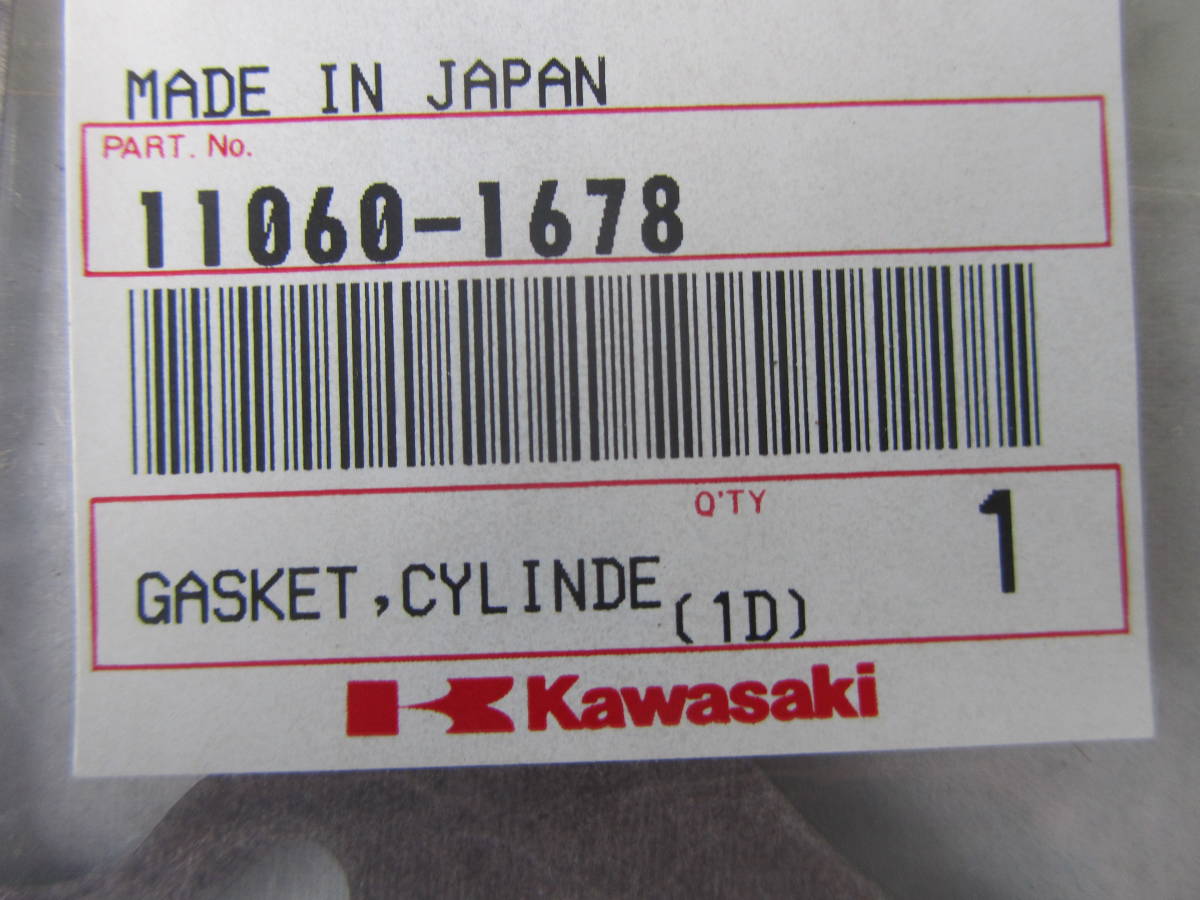 MADE IN JAPAN
PART. No.
11060-1678
Q'TY 1
GASKET,CYLINDE(1D)
Kawasaki